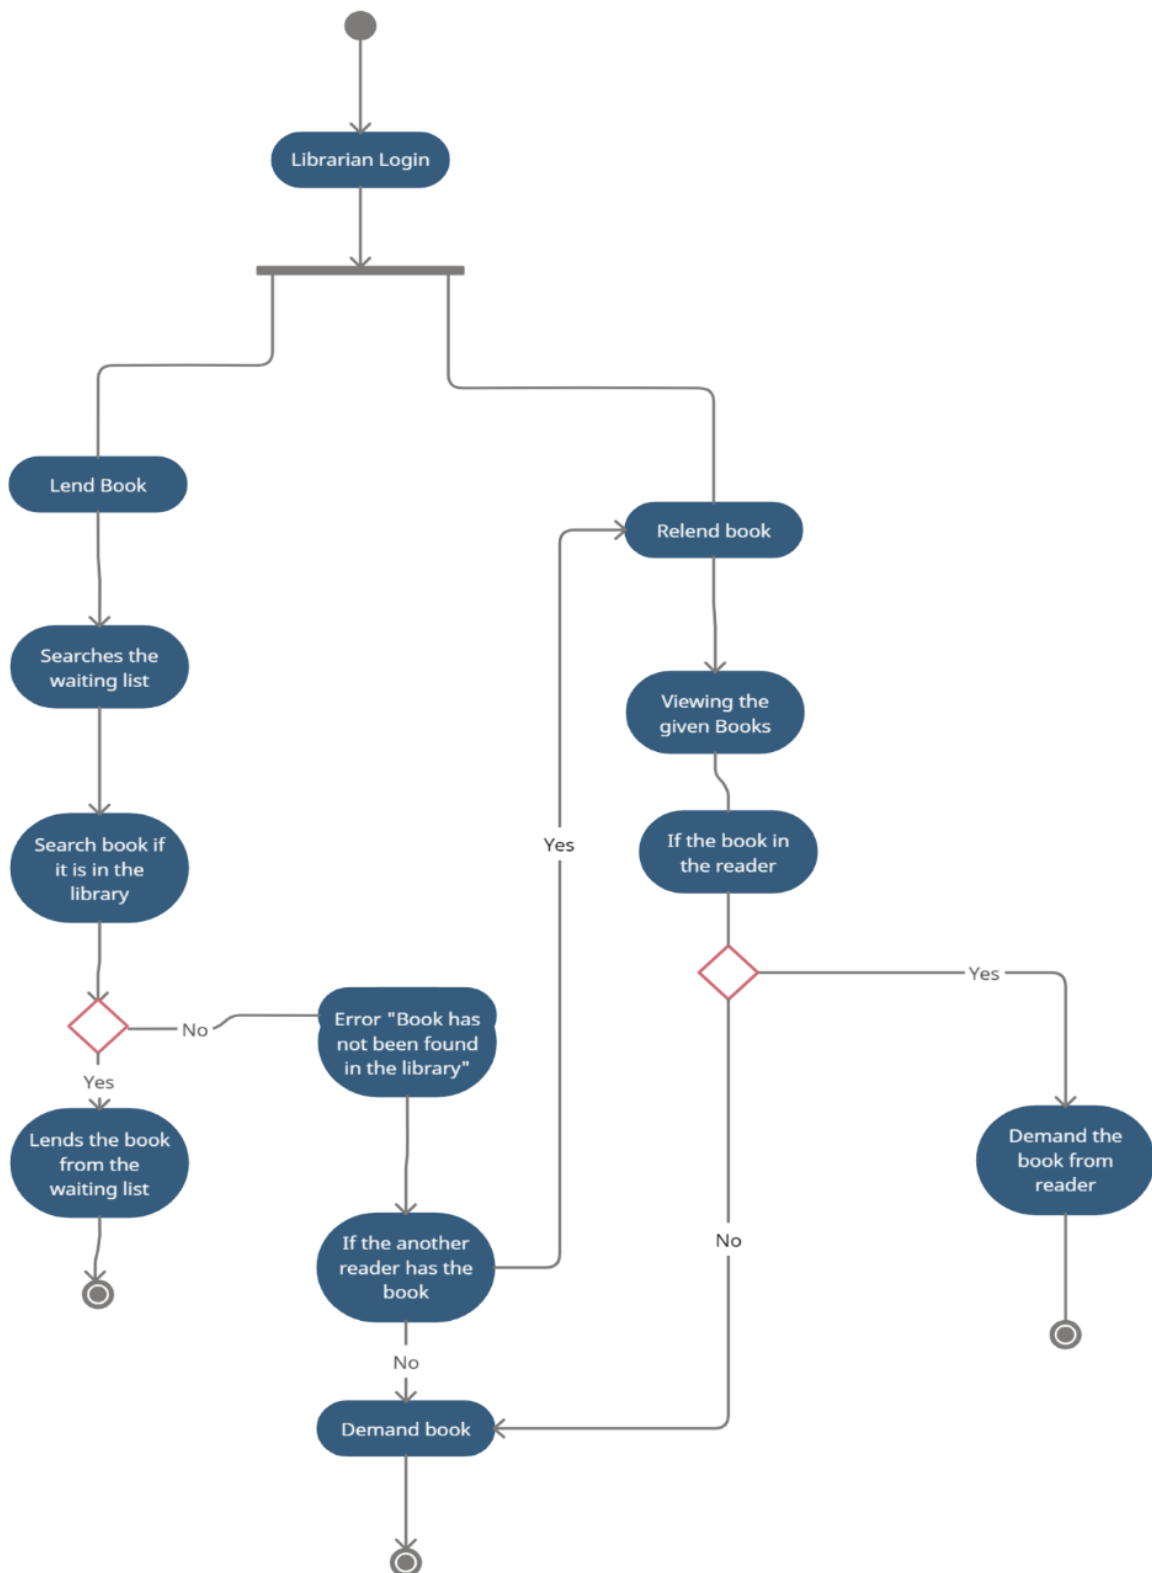 Librarian Login
Lend Book
Relend book
Searches the
waiting list
Viewing the
given Books
Search book if
it is in the
library
Yes
If the book in
the reader
No
Error "Book has
not been found
in the library"
Yes
Yes
Lends the book
from the
waiting list
Demand the
book from
reader
If the another
reader has the
book
No
No
Demand book